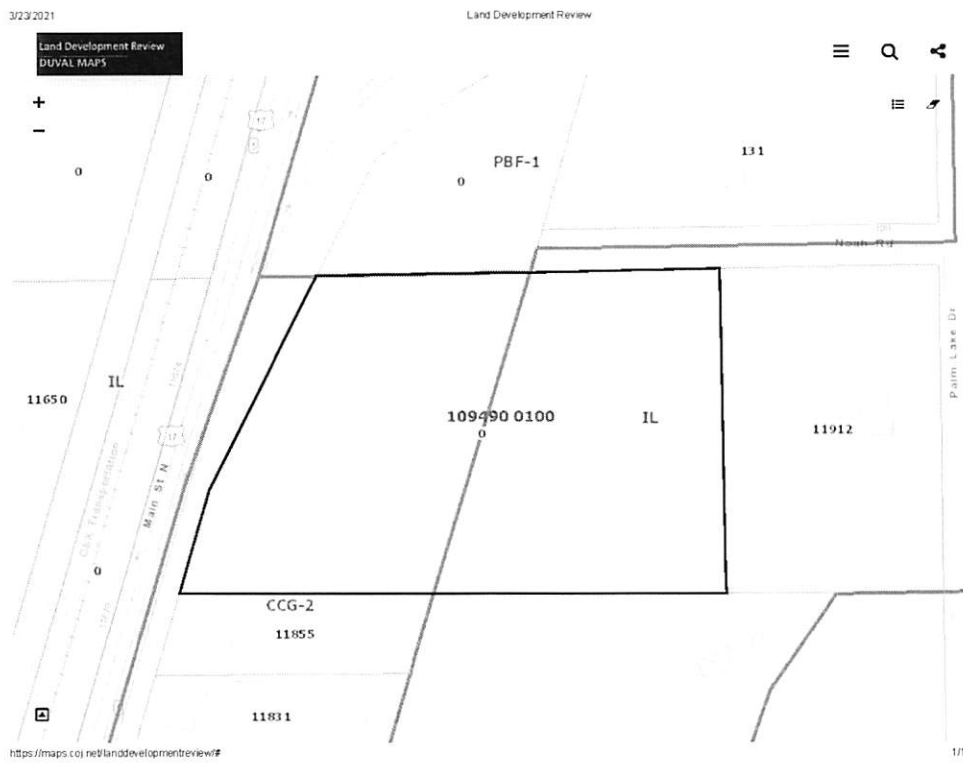 3/23/2021
Land Development Review
Land Development Review
DUVAL MAPS
+
−
17
0
0
PBF-1
0
131
Noah Rd
Palm Lake Dr
IL
11650
17
Main St N
CSX Transportation
109490 0100
0
IL
11912
0
CCG-2
11855
11831
https://maps.coj.net/landdevelopmentreview/#
1/1